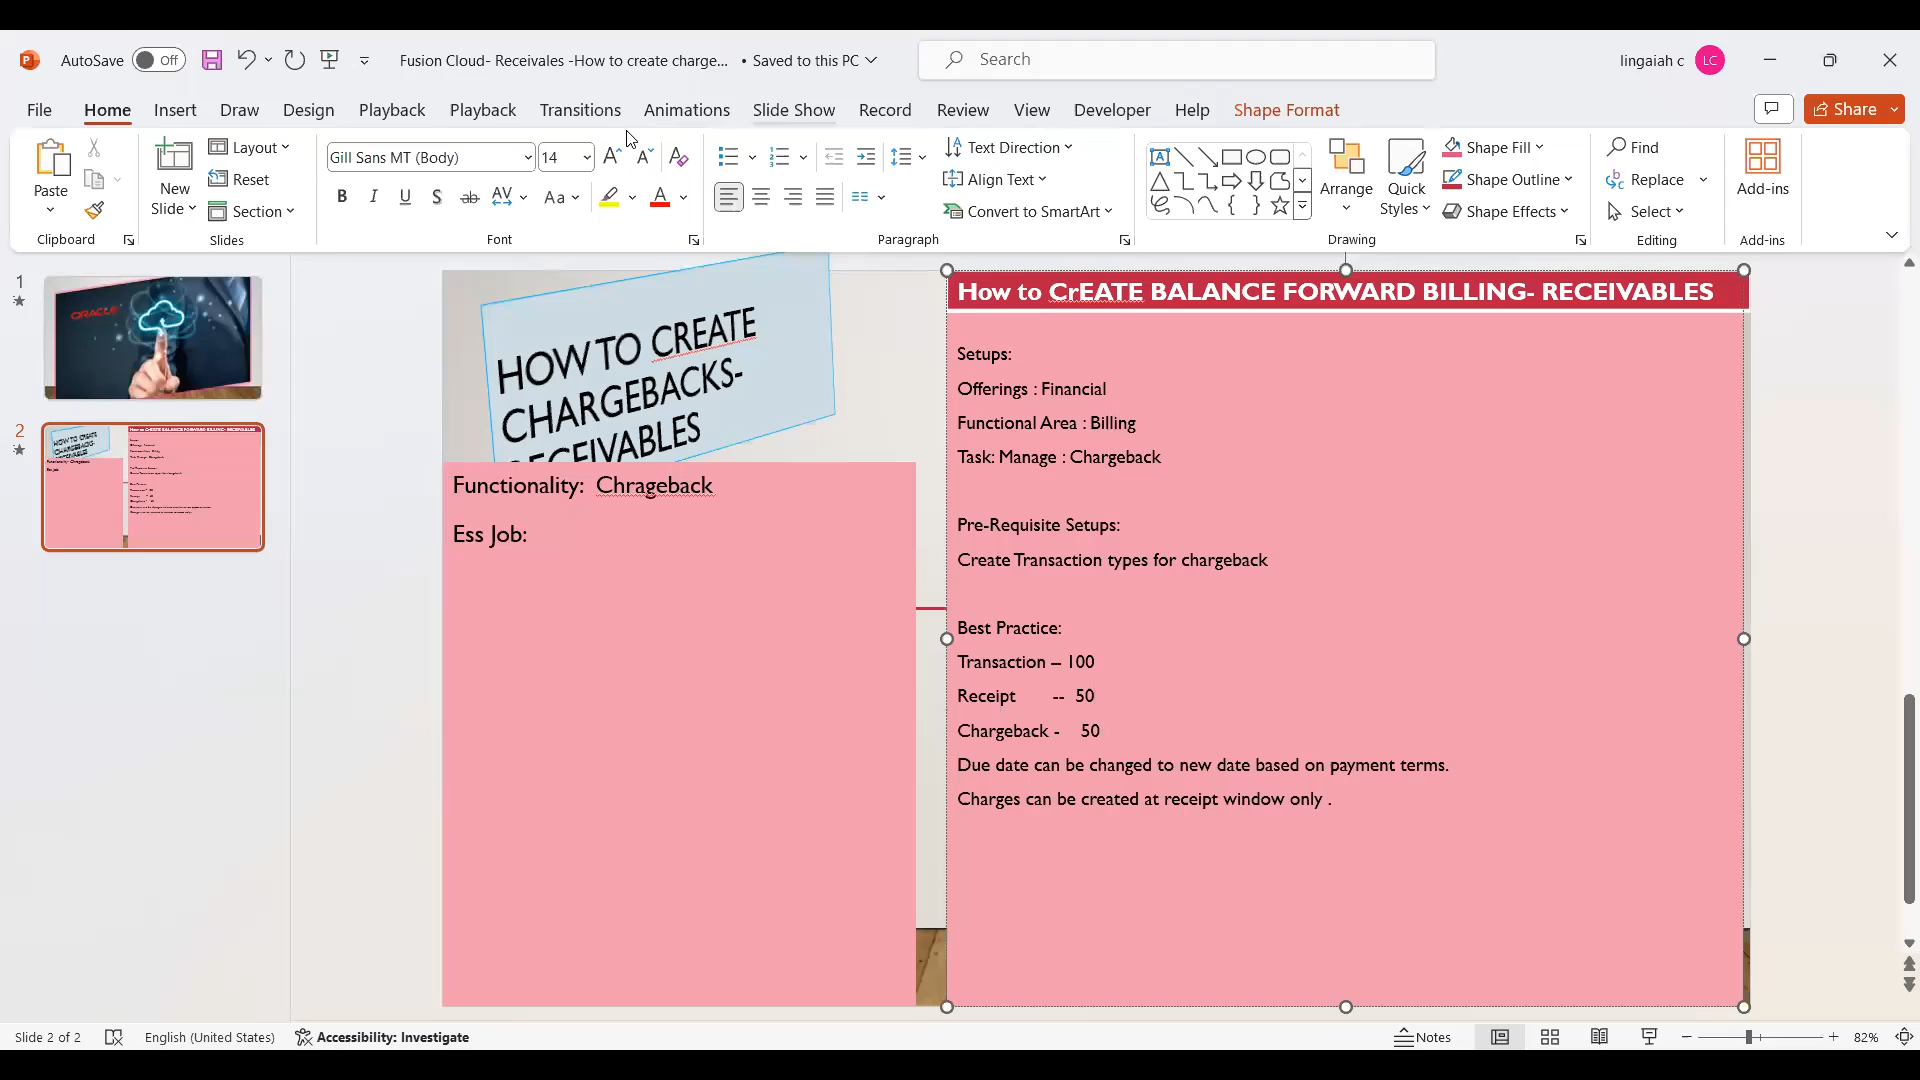 AutoSave Off
Fusion Cloud- Receivales -How to create charge... • Saved to this PC
Search
lingaiah c LC
File Home Insert Draw Design Playback Playback Transitions Animations Slide Show Record Review View Developer Help Shape Format
Share
Paste
Clipboard
New Slide
Layout
Reset
Section
Slides
Gill Sans MT (Body) 14
Font
Paragraph
Text Direction
Align Text
Convert to SmartArt
Arrange
Quick Styles
Shape Fill
Shape Outline
Shape Effects
Drawing
Find
Replace
Select
Editing
Add-ins
Add-ins
1
ORACLE
2
HOW TO CREATE
CHARGEBACKS-
RECEIVABLES
Functionality: Chrageback
Ess Job:
How to CrEATE BALANCE FORWARD BILLING- RECEIVABLES
Setups:
Offerings : Financial
Functional Area : Billing
Task: Manage : Chargeback
Pre-Requisite Setups:
Create Transaction types for chargeback
Best Practice:
Transaction – 100
Receipt -- 50
Chargeback - 50
Due date can be changed to new date based on payment terms.
Charges can be created at receipt window only .
Slide 2 of 2 English (United States) Accessibility: Investigate
Notes
82%